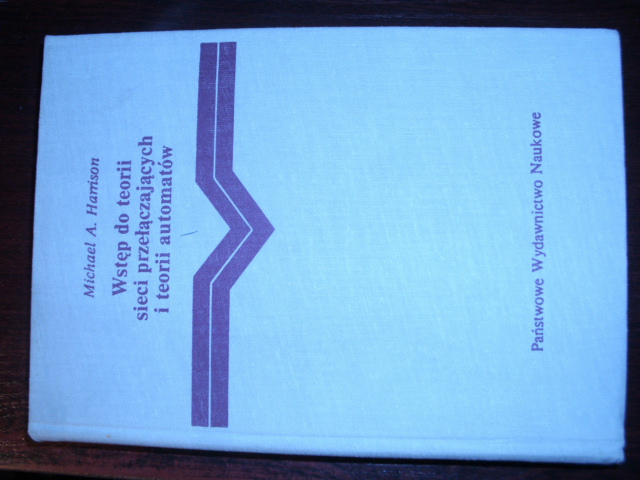 Michael A. Harrison
Wstęp do teorii
sieci przełączających
i teorii automatów
Państwowe Wydawnictwo Naukowe